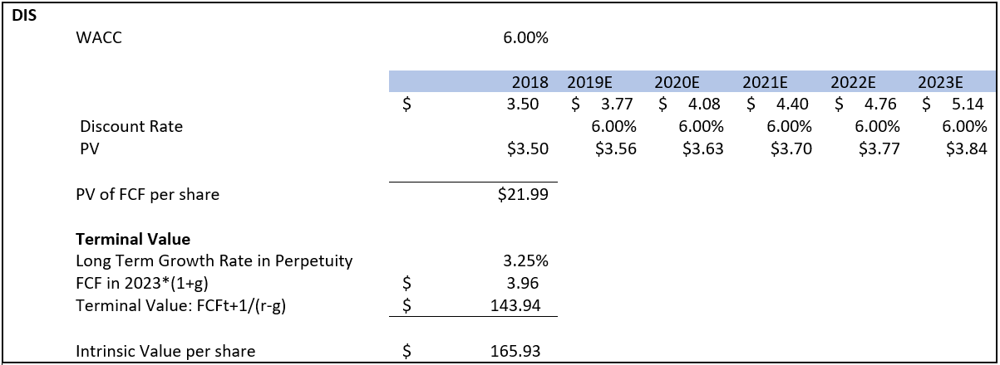 DIS
WACC 6.00%
2018 2019E 2020E 2021E 2022E 2023E
$ 3.50 $ 3.77 $ 4.08 $ 4.40 $ 4.76 $ 5.14
Discount Rate 6.00% 6.00% 6.00% 6.00% 6.00%
PV $3.50 $3.56 $3.63 $3.70 $3.77 $3.84
PV of FCF per share $21.99
Terminal Value
Long Term Growth Rate in Perpetuity 3.25%
FCF in 2023*(1+g) $ 3.96
Terminal Value: FCFt+1/(r-g) $ 143.94
Intrinsic Value per share $ 165.93